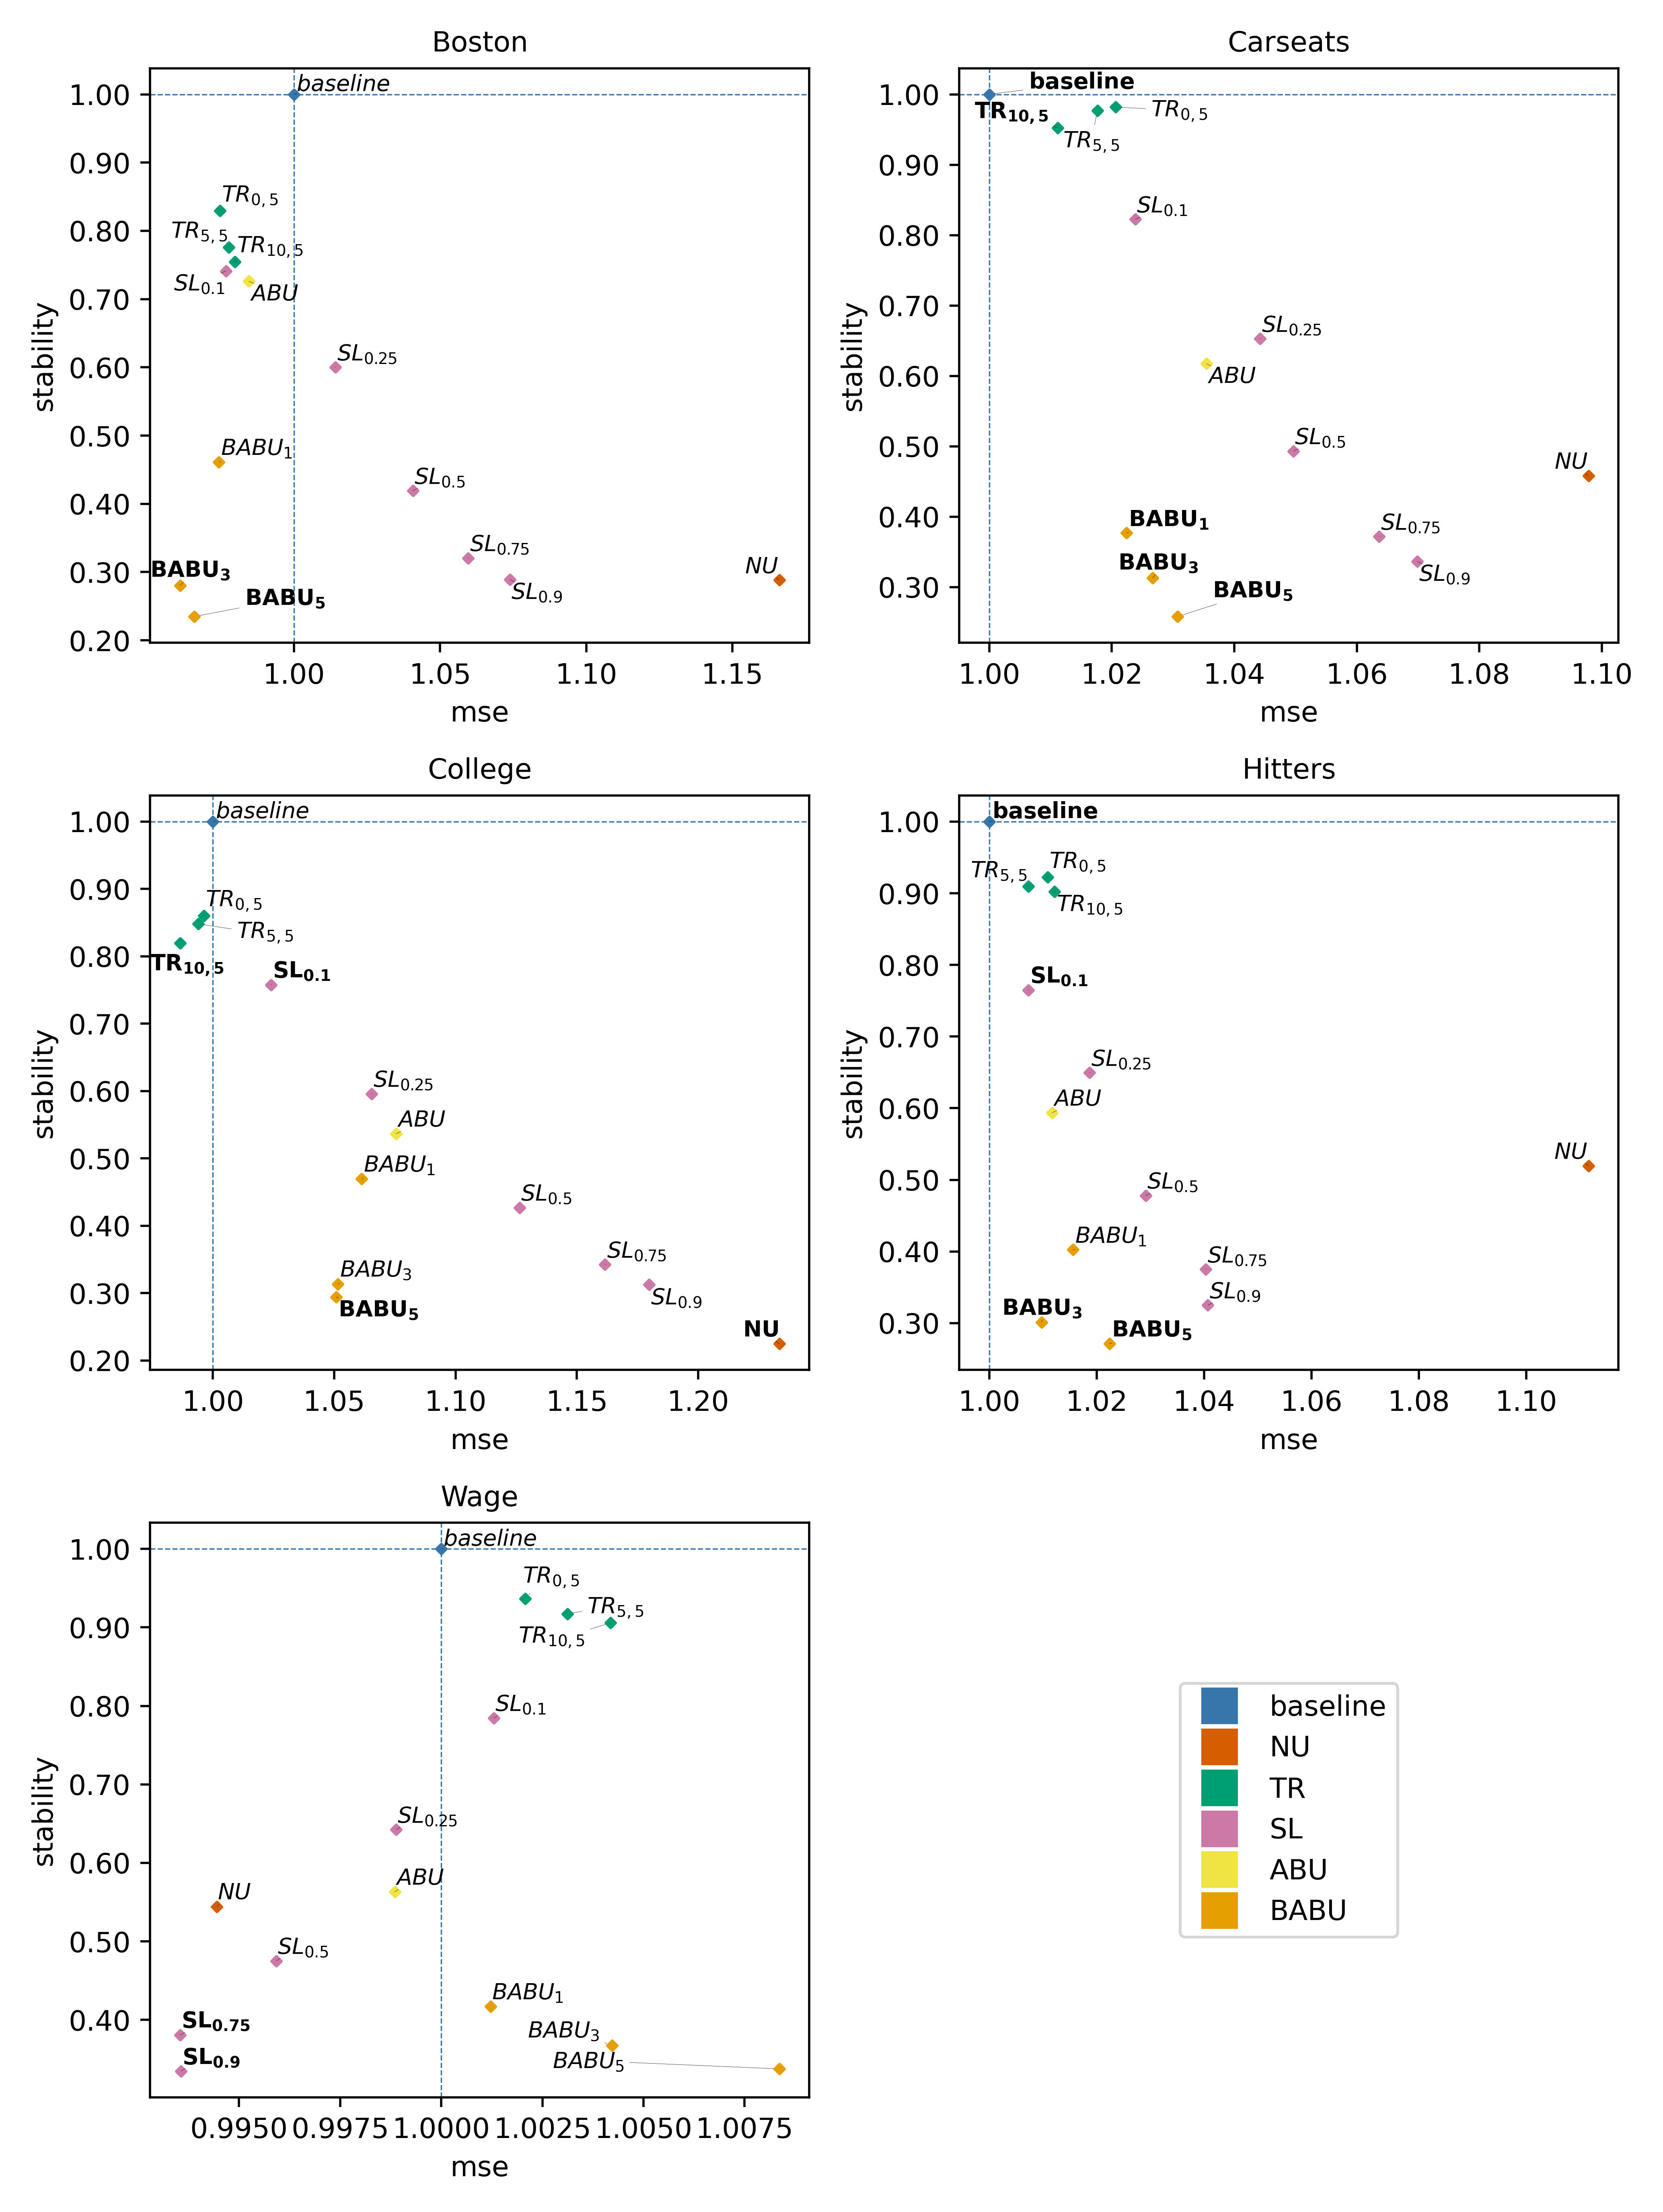 Boston
1.00
0.90
0.80
0.70
0.60
0.50
0.40
0.30
0.20
stability
baseline
TR0,5
TR5,5
TR10,5
SL0.1
ABU
SL0.25
BABU1
SL0.5
SL0.75
NU
BABU3
SL0.9
BABU5
1.00 1.05 1.10 1.15
mse
Carseats
1.00
0.90
0.80
0.70
0.60
0.50
0.40
0.30
stability
baseline
TR10,5
TR0,5
TR5,5
SL0.1
SL0.25
ABU
SL0.5
NU
BABU1
SL0.75
BABU3
SL0.9
BABU5
1.00 1.02 1.04 1.06 1.08 1.10
mse
College
1.00
0.90
0.80
0.70
0.60
0.50
0.40
0.30
0.20
stability
baseline
TR0,5
TR5,5
TR10,5
SL0.1
SL0.25
ABU
BABU1
SL0.5
SL0.75
BABU3
SL0.9
BABU5
NU
1.00 1.05 1.10 1.15 1.20
mse
Hitters
1.00
0.90
0.80
0.70
0.60
0.50
0.40
0.30
stability
baseline
TR0,5
TR5,5
TR10,5
SL0.1
SL0.25
ABU
NU
SL0.5
BABU1
SL0.75
SL0.9
BABU3
BABU5
1.00 1.02 1.04 1.06 1.08 1.10
mse
Wage
1.00
0.90
0.80
0.70
0.60
0.50
0.40
stability
baseline
TR0,5
TR5,5
TR10,5
SL0.1
SL0.25
ABU
NU
SL0.5
BABU1
SL0.75
BABU3
SL0.9
BABU5
0.9950 0.9975 1.0000 1.0025 1.0050 1.0075
mse
baseline
NU
TR
SL
ABU
BABU